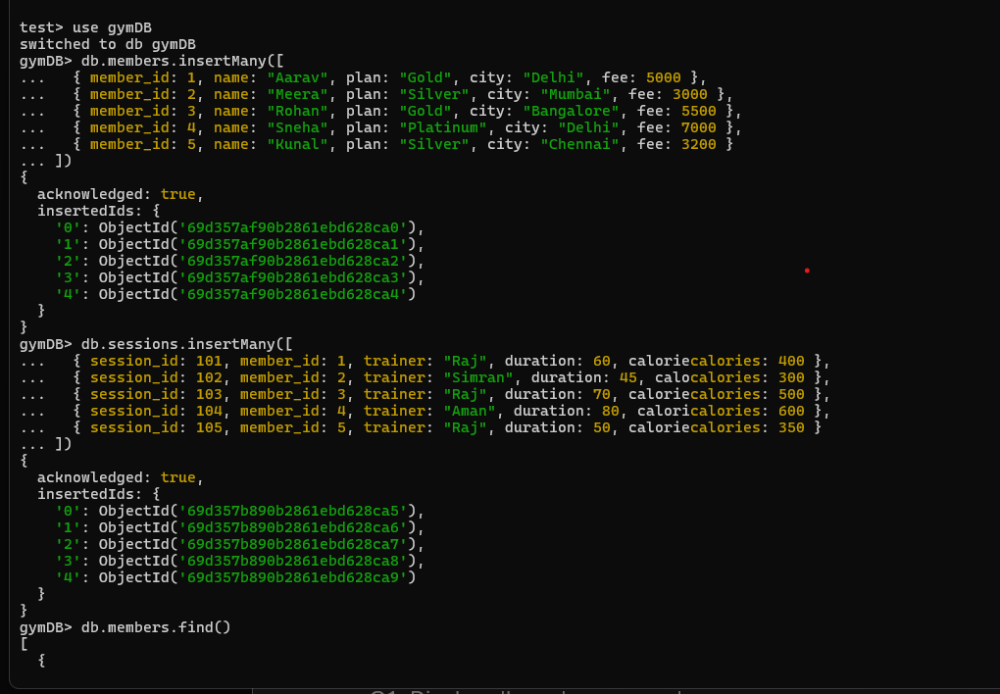 test> use gymDB
switched to db gymDB
gymDB> db.members.insertMany([
...   { member_id: 1, name: "Aarav", plan: "Gold", city: "Delhi", fee: 5000 },
...   { member_id: 2, name: "Meera", plan: "Silver", city: "Mumbai", fee: 3000 },
...   { member_id: 3, name: "Rohan", plan: "Gold", city: "Bangalore", fee: 5500 },
...   { member_id: 4, name: "Sneha", plan: "Platinum", city: "Delhi", fee: 7000 },
...   { member_id: 5, name: "Kunal", plan: "Silver", city: "Chennai", fee: 3200 }
... ])
{
  acknowledged: true,
  insertedIds: {
    '0': ObjectId('69d357af90b2861ebd628ca0'),
    '1': ObjectId('69d357af90b2861ebd628ca1'),
    '2': ObjectId('69d357af90b2861ebd628ca2'),
    '3': ObjectId('69d357af90b2861ebd628ca3'),
    '4': ObjectId('69d357af90b2861ebd628ca4')
  }
}
gymDB> db.sessions.insertMany([
...   { session_id: 101, member_id: 1, trainer: "Raj", duration: 60, caloriecalories: 400 },
...   { session_id: 102, member_id: 2, trainer: "Simran", duration: 45, calocalories: 300 },
...   { session_id: 103, member_id: 3, trainer: "Raj", duration: 70, caloriecalories: 500 },
...   { session_id: 104, member_id: 4, trainer: "Aman", duration: 80, caloricalories: 600 },
...   { session_id: 105, member_id: 5, trainer: "Raj", duration: 50, caloriecalories: 350 }
... ])
{
  acknowledged: true,
  insertedIds: {
    '0': ObjectId('69d357b890b2861ebd628ca5'),
    '1': ObjectId('69d357b890b2861ebd628ca6'),
    '2': ObjectId('69d357b890b2861ebd628ca7'),
    '3': ObjectId('69d357b890b2861ebd628ca8'),
    '4': ObjectId('69d357b890b2861ebd628ca9')
  }
}
gymDB> db.members.find()
[
  {